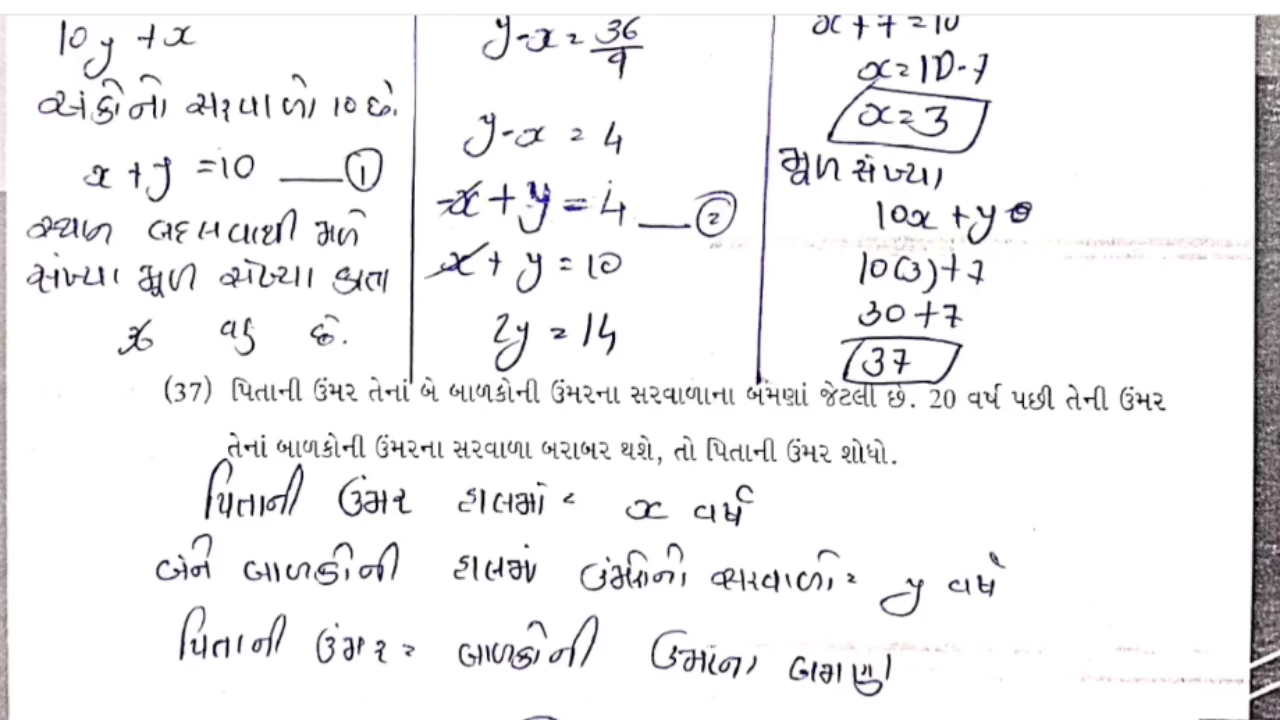 10y + x
અંકોનો સરવાળો 10 છે.
x + y = 10 ___ ①
સ્થાન બદલવાથી મળે
સંખ્યા મૂળ સંખ્યા કરતા
વધુ છે.
y - x = 36/9
y - x = 4
-x + y = 4 ___ ②
x + y = 10
2y = 14
x + 7 = 10
x = 10 - 7
x = 3
મૂળ સંખ્યા
10x + y
10(3) + 7
30 + 7
37
(37) પિતાની ઉંમર તેનાં બે બાળકોની ઉંમરના સરવાળાના બમણાં જેટલી છે. 20 વર્ષ પછી તેની ઉંમર
તેનાં બાળકોની ઉંમરના સરવાળા બરાબર થશે, તો પિતાની ઉંમર શોધો.
પિતાની ઉંમર હાલમાં = x વર્ષ
બંને બાળકોની હાલમાં ઉંમરનો સરવાળો = y વર્ષ
પિતાની ઉંમર = બાળકોની ઉંમરના બમણા